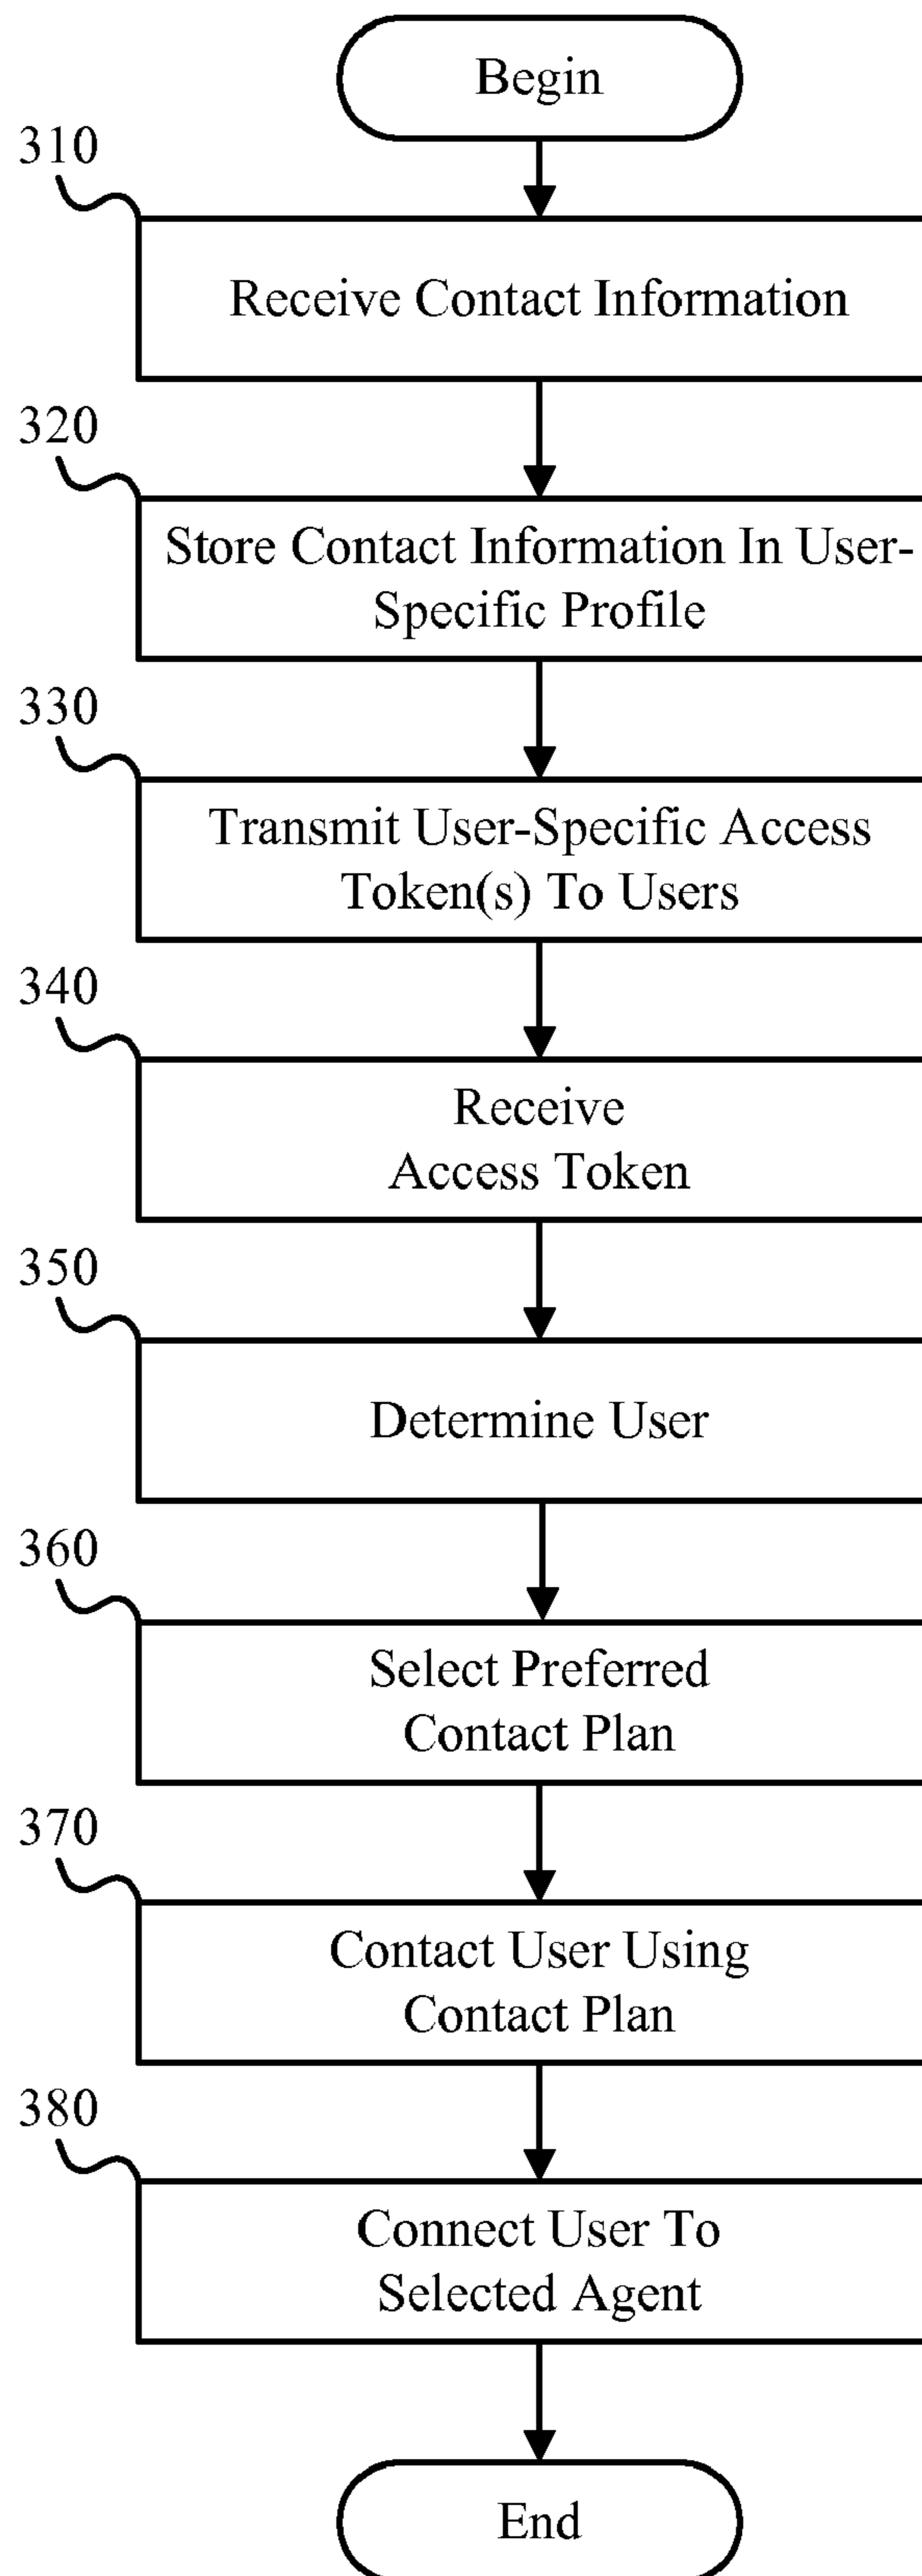 Begin
310
Receive Contact Information
320
Store Contact Information In User-
Specific Profile
330
Transmit User-Specific Access
Token(s) To Users
340
Receive
Access Token
350
Determine User
360
Select Preferred
Contact Plan
370
Contact User Using
Contact Plan
380
Connect User To
Selected Agent
End